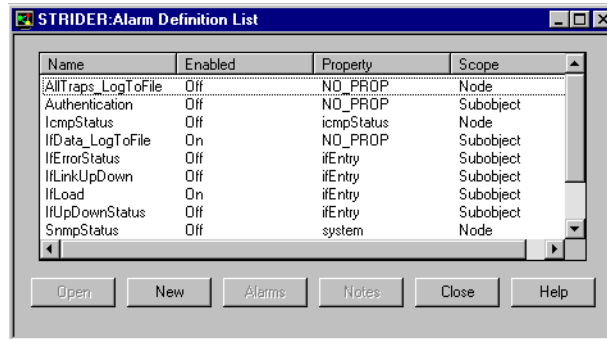 STRIDER:Alarm Definition List
Name Enabled Property Scope
AllTraps_LogToFile Off NO_PROP Node
Authentication Off NO_PROP Subobject
IcmpStatus Off icmpStatus Node
IfData_LogToFile On NO_PROP Subobject
IfErrorStatus Off ifEntry Subobject
IfLinkUpDown Off ifEntry Subobject
IfLoad On ifEntry Subobject
IfUpDownStatus Off ifEntry Subobject
SnmpStatus Off system Node
Open New Alarms Notes Close Help